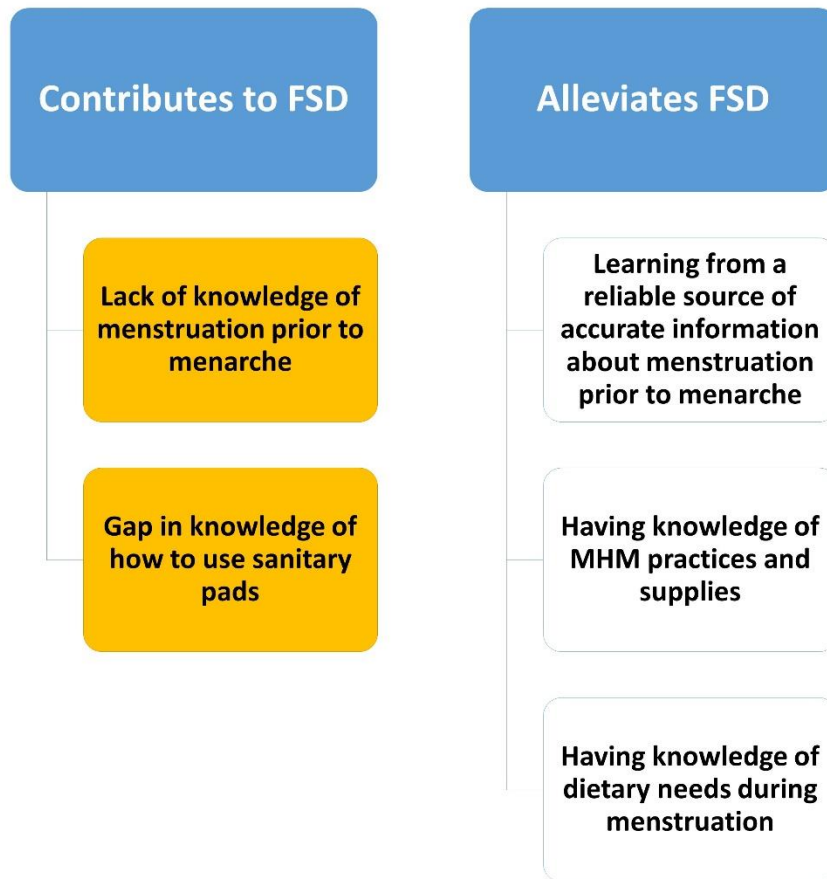 Contributes to FSD
Lack of knowledge of
menstruation prior to
menarche
Gap in knowledge of
how to use sanitary
pads
Alleviates FSD
Learning from a
reliable source of
accurate information
about menstruation
prior to menarche
Having knowledge of
MHM practices and
supplies
Having knowledge of
dietary needs during
menstruation